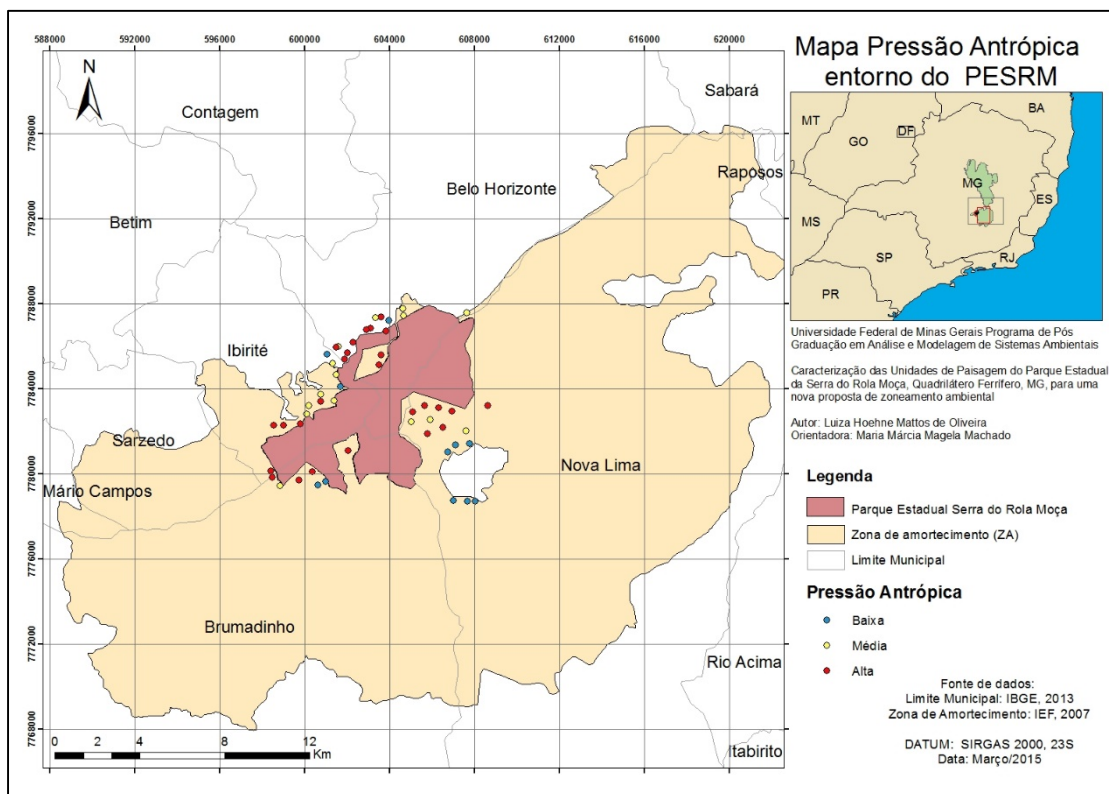 588000 592000 596000 600000 604000 608000 612000 616000 620000
7796000
7792000
7788000
7784000
7780000
7776000
7772000
7768000
N
Contagem
Sabará
Belo Horizonte
Raposos
Betim
Ibirité
Sarzedo
Nova Lima
Mário Campos
Brumadinho
Rio Acima
Itabirito
0 2 4 8 12
Km
Mapa Pressão Antrópica
entorno do PESRM
MT
BA
GO
DF
MG
ES
MS
SP
RJ
PR
Universidade Federal de Minas Gerais Programa de Pós
Graduação em Análise e Modelagem de Sistemas Ambientais
Caracterização das Unidades de Paisagem do Parque Estadual
da Serra do Rola Moça, Quadrilátero Ferrífero, MG, para uma
nova proposta de zoneamento ambiental
Autor: Luiza Hoehne Mattos de Oliveira
Orientadora: Maria Márcia Magela Machado
Legenda
Parque Estadual Serra do Rola Moça
Zona de amortecimento (ZA)
Limite Municipal
Pressão Antrópica
Baixa
Média
Alta
Fonte de dados:
Limite Municipal: IBGE, 2013
Zona de Amortecimento: IEF, 2007
DATUM: SIRGAS 2000, 23S
Data: Março/2015